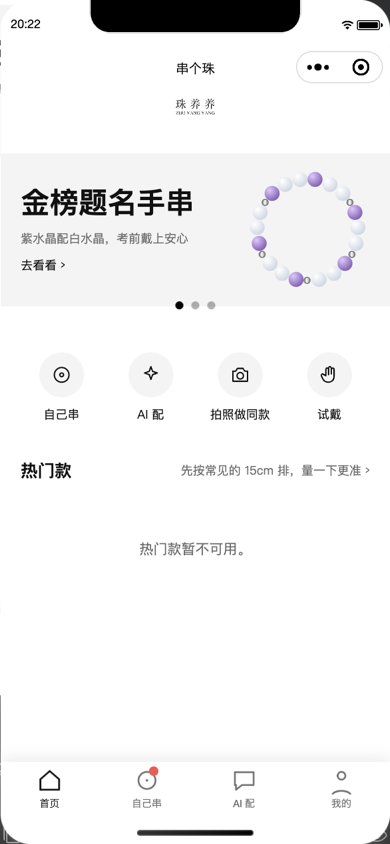 20:22
串个珠
珠养养
ZHU YANG YANG
金榜题名手串
紫水晶配白水晶，考前戴上安心
去看看 >
自己串
AI 配
拍照做同款
试戴
热门款
先按常见的 15cm 排，量一下更准 >
热门款暂不可用。
首页
自己串
AI 配
我的